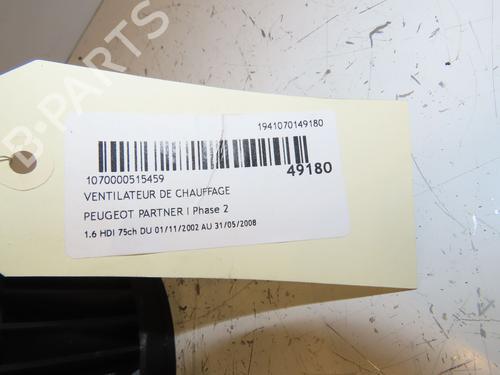 B-PARTS
1941070149180
1070000515459
49180
VENTILATEUR DE CHAUFFAGE
PEUGEOT PARTNER I Phase 2
1.6 HDI 75ch DU 01/11/2002 AU 31/05/2008